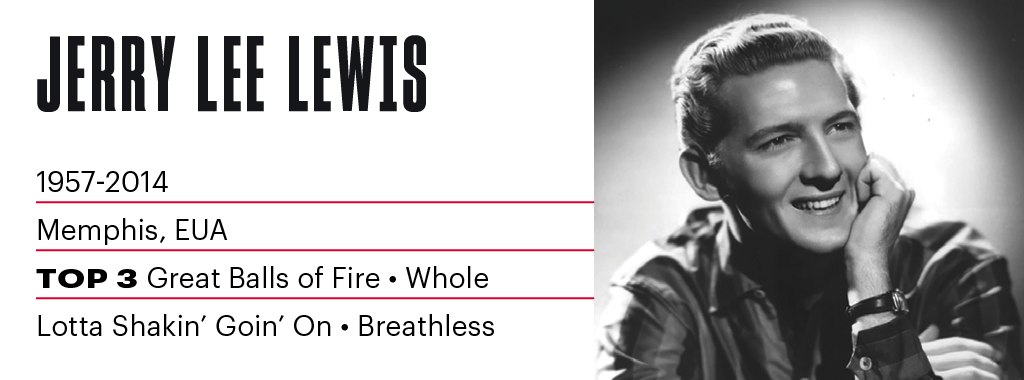 JERRY LEE LEWIS
1957-2014
Memphis, EUA
TOP 3 Great Balls of Fire • Whole
Lotta Shakin’ Goin’ On • Breathless